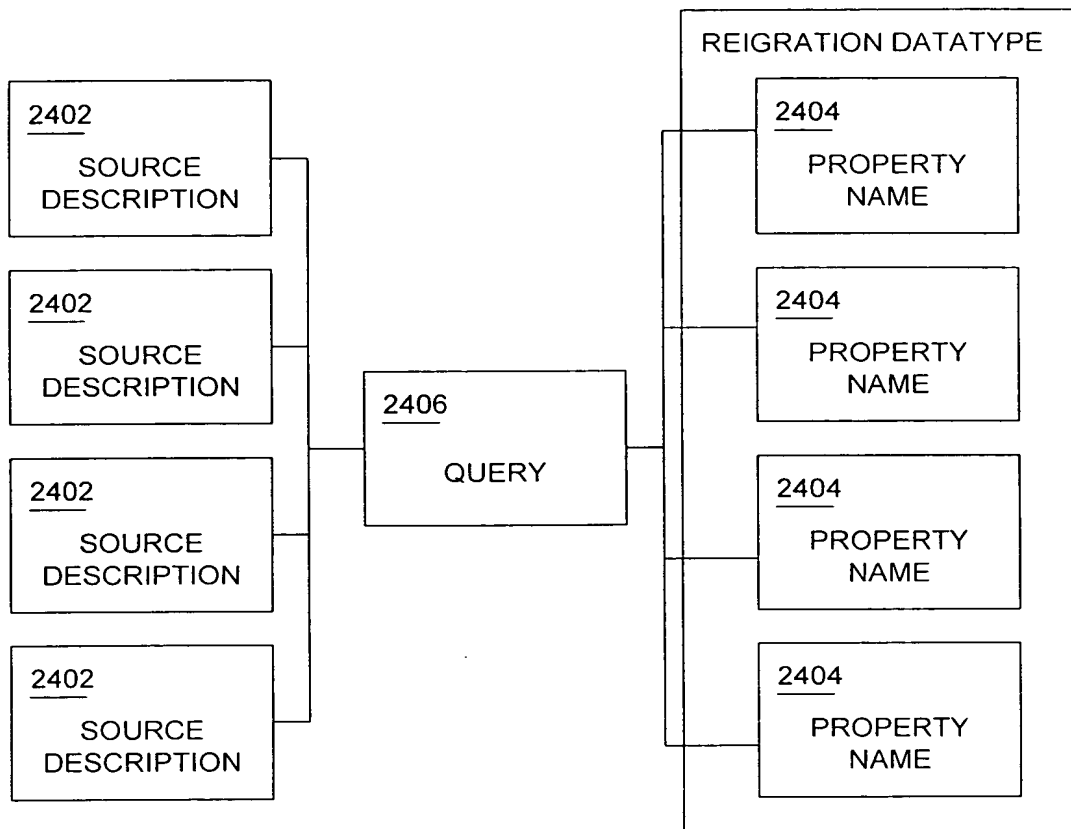 REIGRATION DATATYPE
2402
SOURCE
DESCRIPTION
2402
SOURCE
DESCRIPTION
2402
SOURCE
DESCRIPTION
2402
SOURCE
DESCRIPTION
2406
QUERY
2404
PROPERTY
NAME
2404
PROPERTY
NAME
2404
PROPERTY
NAME
2404
PROPERTY
NAME